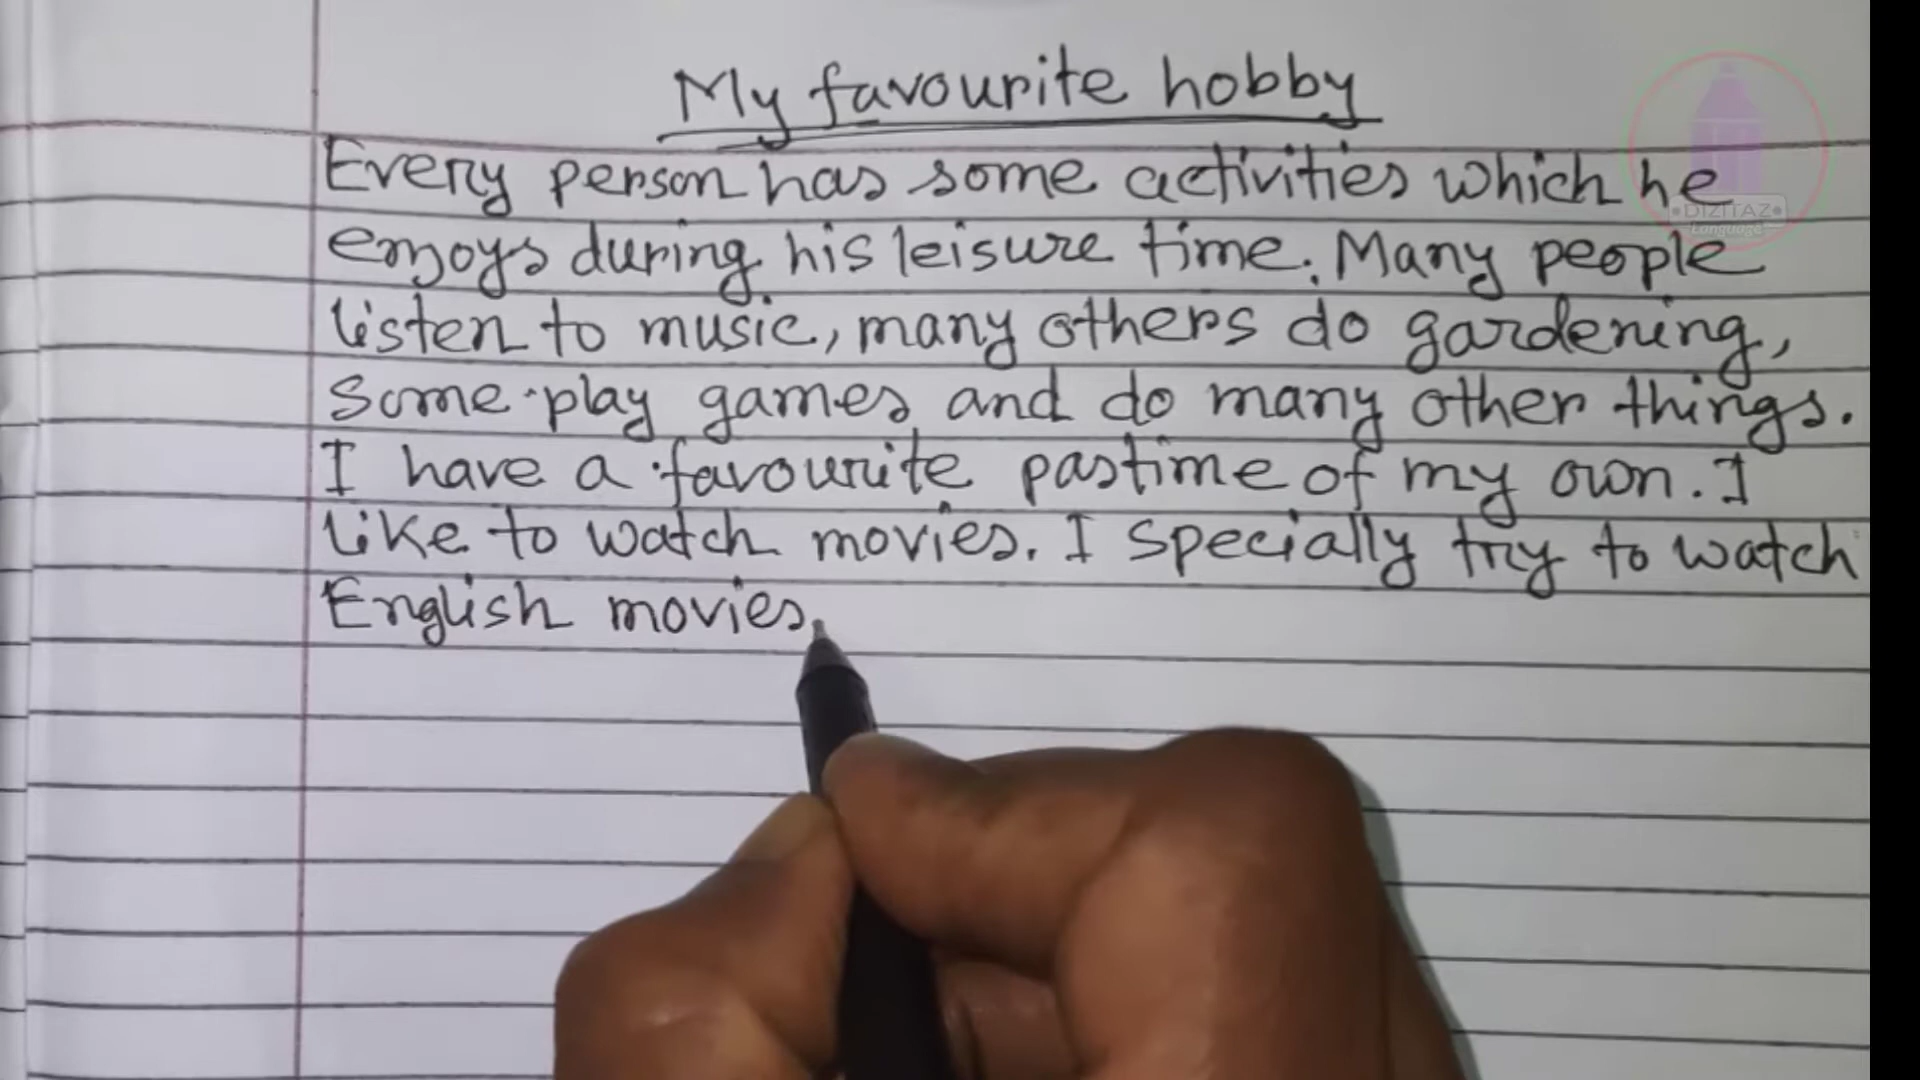 My favourite hobby
Every person has some activities which he
enjoys during his leisure time. Many people
listen to music, many others do gardening,
some play games and do many other things.
I have a favourite pastime of my own. I
like to watch movies. I specially try to watch
English movies.
DIZITAZ
Language